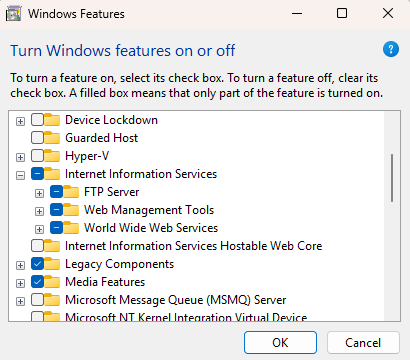 Windows Features
Turn Windows features on or off
To turn a feature on, select its check box. To turn a feature off, clear its
check box. A filled box means that only part of the feature is turned on.
Device Lockdown
Guarded Host
Hyper-V
Internet Information Services
FTP Server
Web Management Tools
World Wide Web Services
Internet Information Services Hostable Web Core
Legacy Components
Media Features
Microsoft Message Queue (MSMQ) Server
Microsoft NT Kernel Integration Virtual Device
OK Cancel